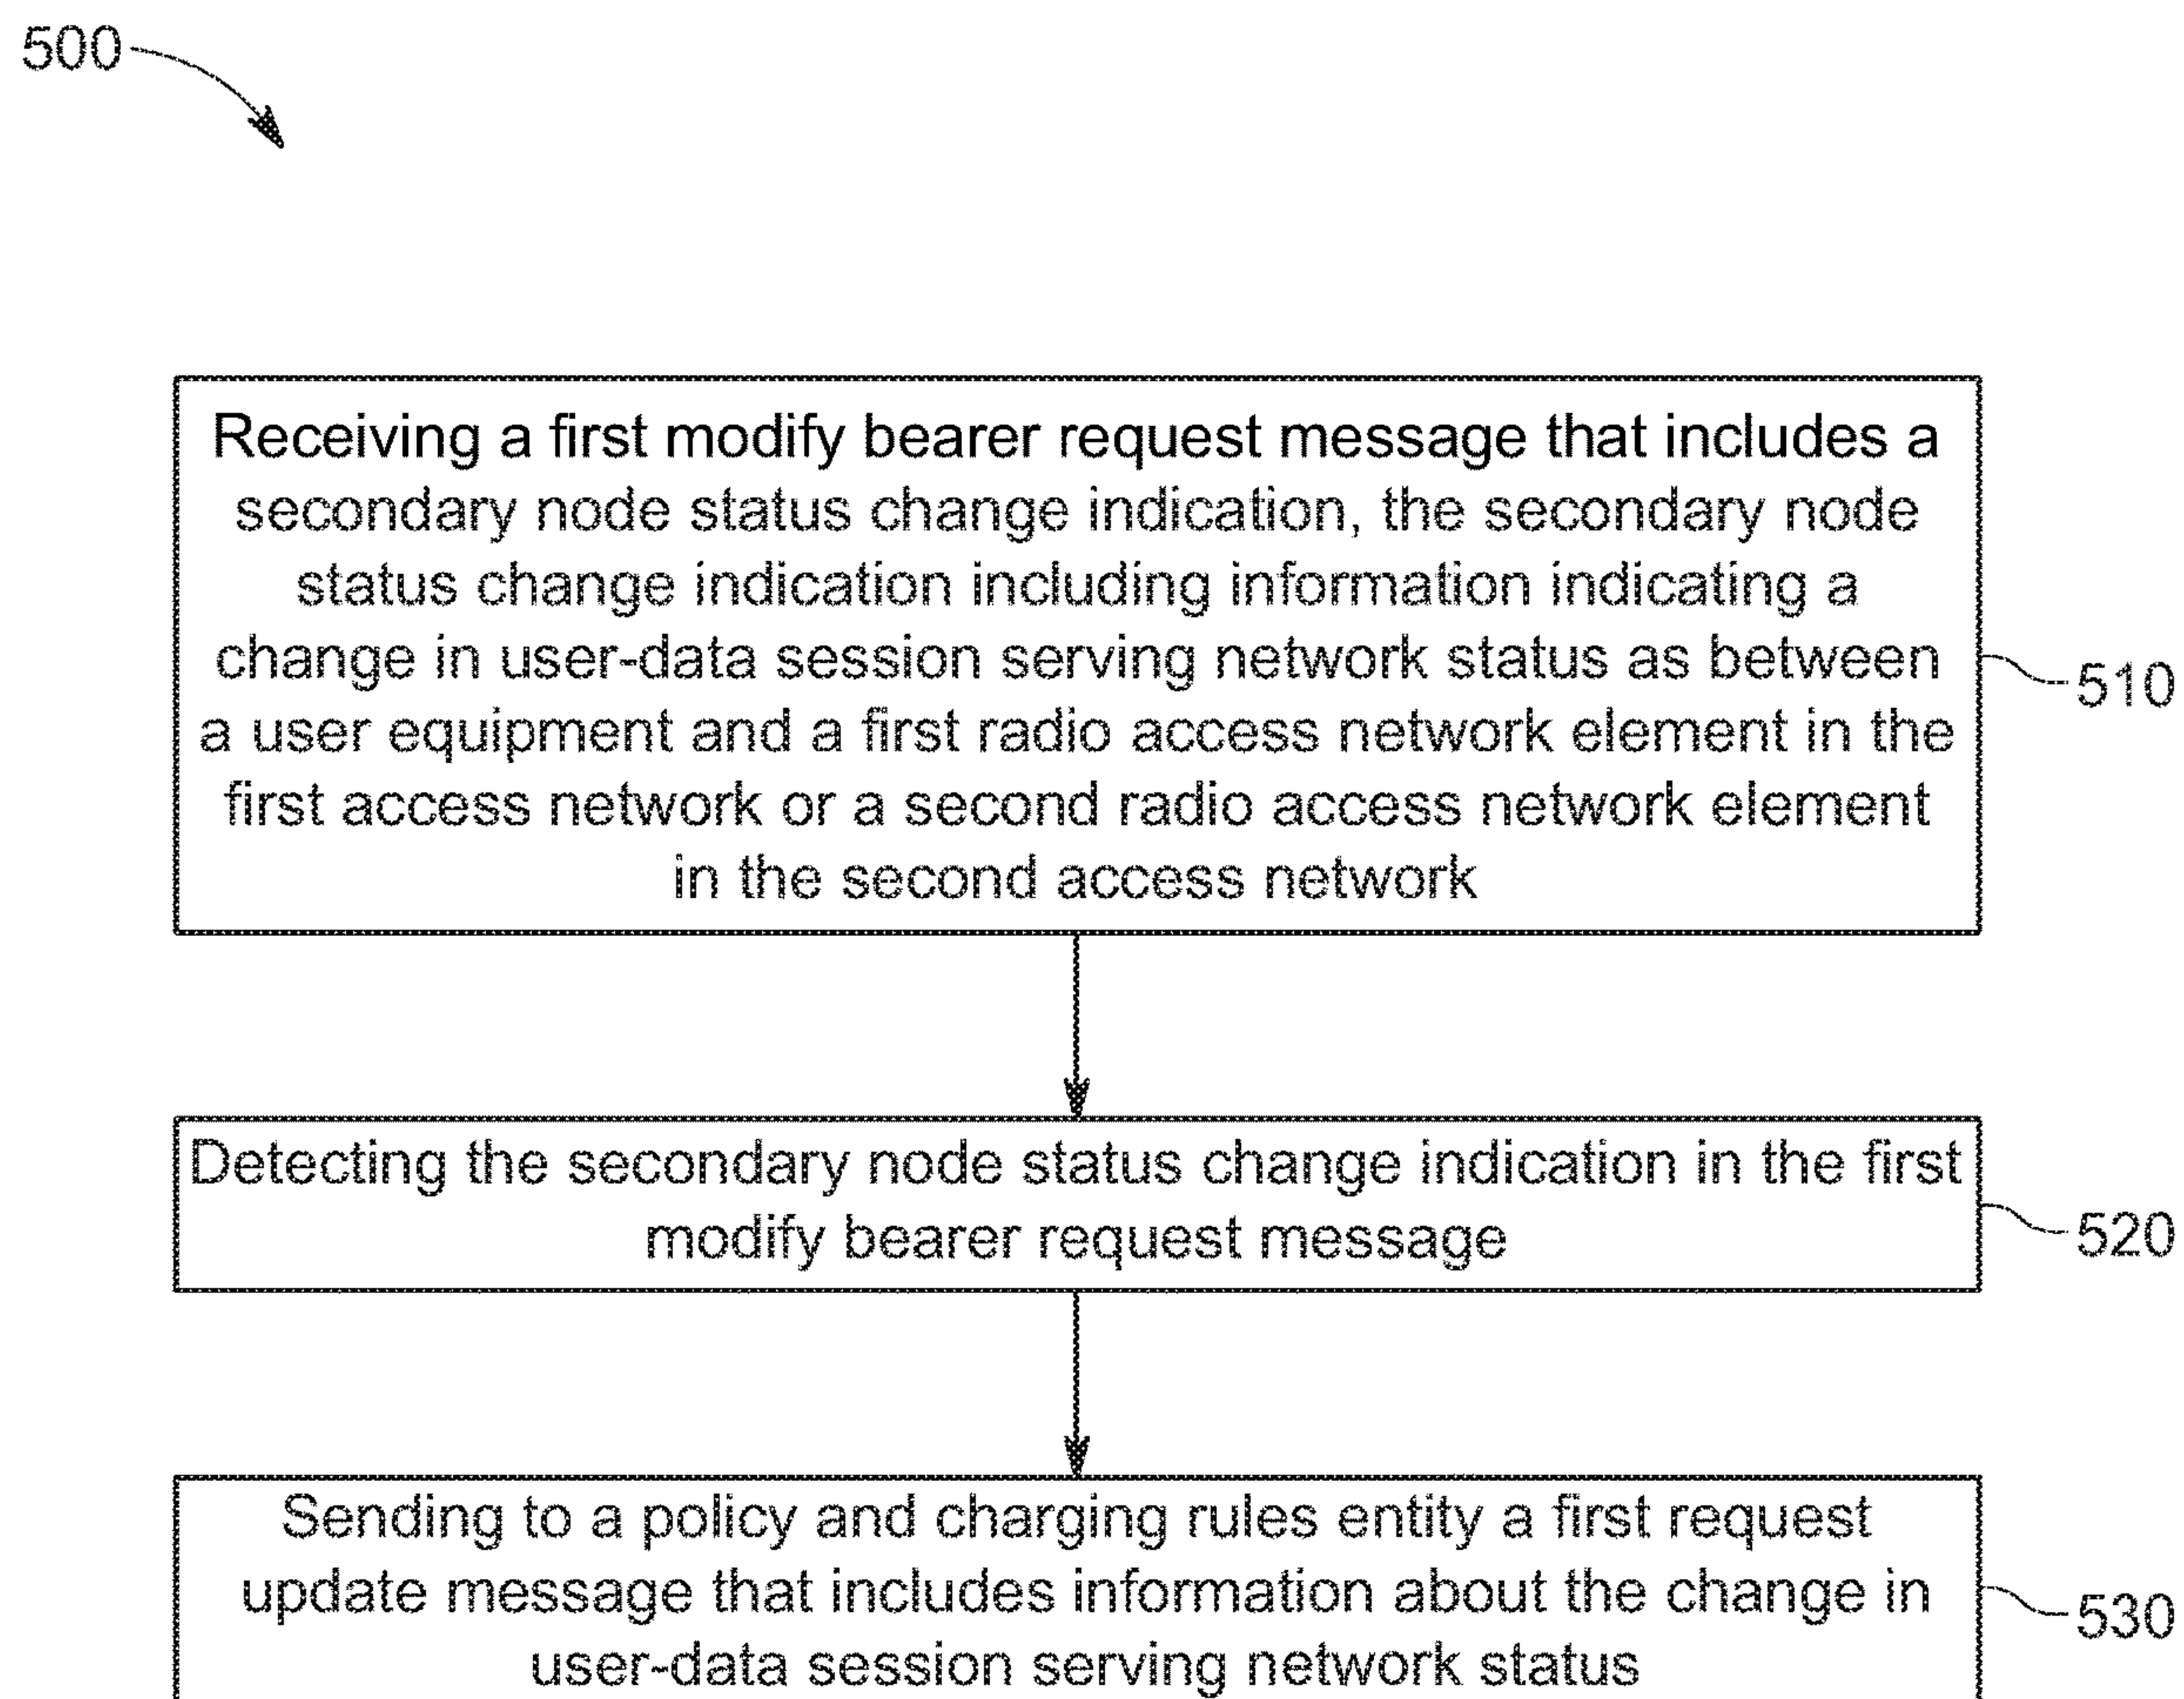 500
Receiving a first modify bearer request message that includes a
secondary node status change indication, the secondary node
status change indication including information indicating a
change in user-data session serving network status as between
a user equipment and a first radio access network element in the
first access network or a second radio access network element
in the second access network
510
Detecting the secondary node status change indication in the first
modify bearer request message
520
Sending to a policy and charging rules entity a first request
update message that includes information about the change in
user-data session serving network status
530